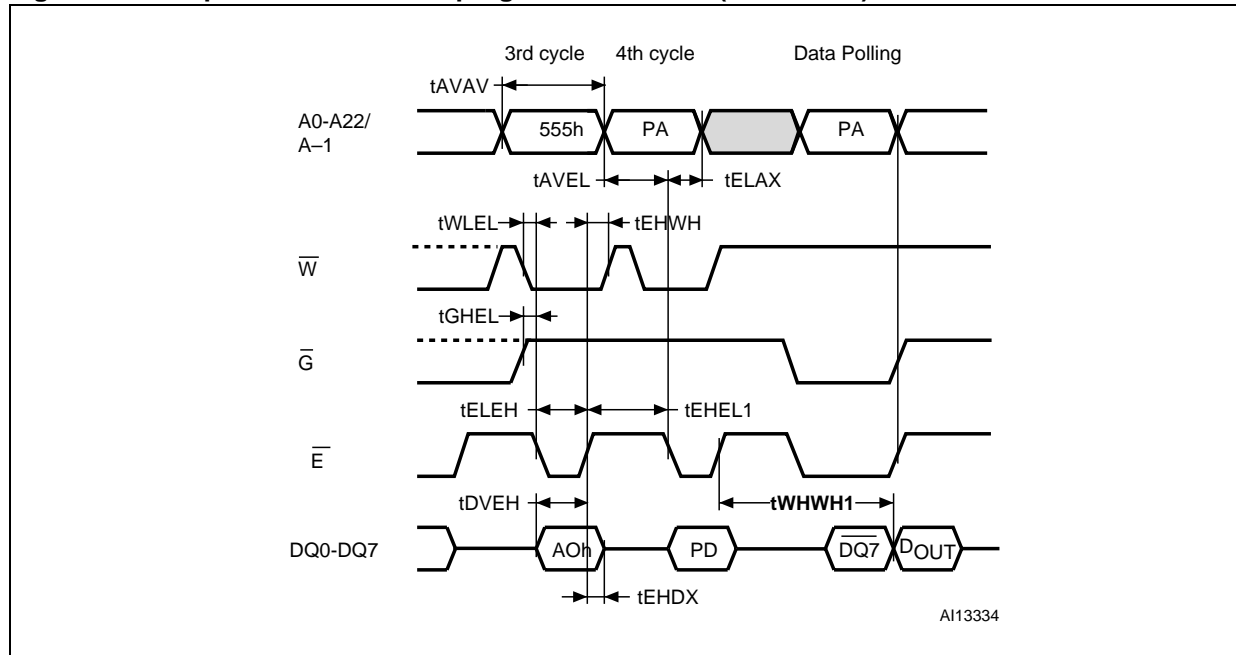 3rd cycle 4th cycle Data Polling
tAVAV
A0-A22/
A–1
555h PA PA
tAVEL tELAX
tWLEL tEHWH
W
tGHEL
G
tELEH tEHEL1
E
tDVEH tWHWH1
DQ0-DQ7 AOh PD DQ7 DOUT
tEHDX
AI13334